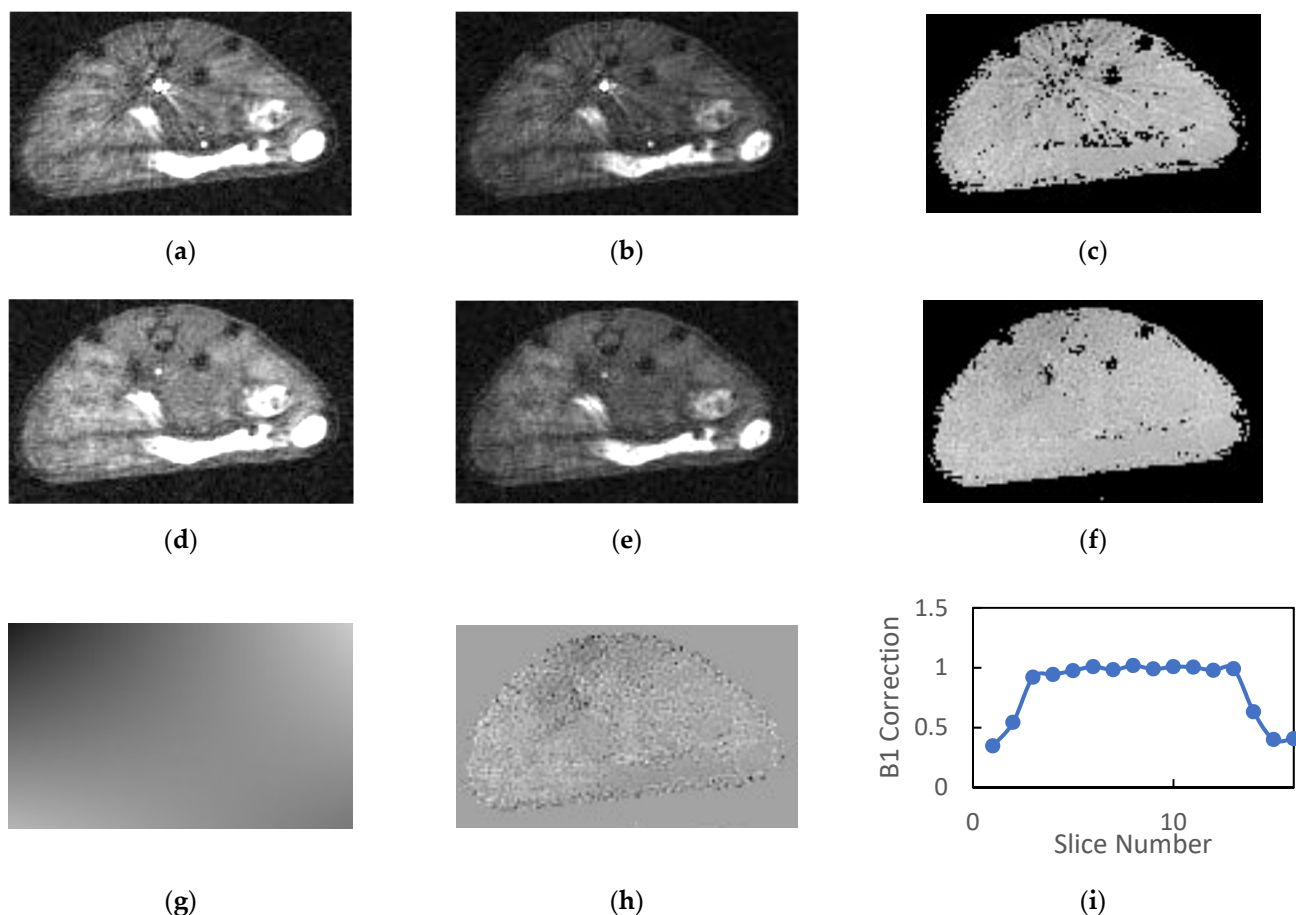 (a)
(b)
(c)
(d)
(e)
(f)
1.5
1
0.5
0
B1 Correction
0
10
Slice Number
(g)
(h)
(i)